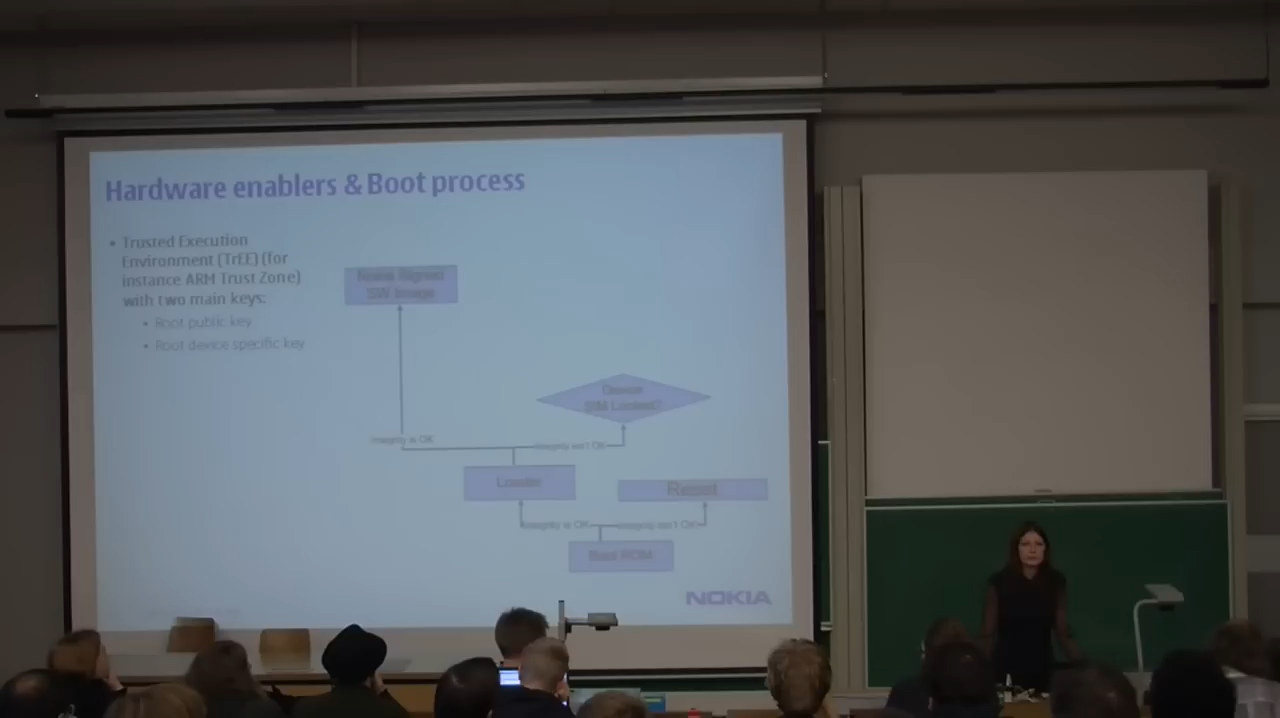 Hardware enablers & Boot process
• Trusted Execution
Environment (TrEE) (for
instance ARM Trust Zone)
with two main keys:
• Root public key
• Root device specific key
Signed
SW Image
Device
SIM Locked?
Integrity is OK
Integrity isn't OK
Loader
Reset
Integrity is OK
Integrity isn't OK
Boot ROM
NOKIA